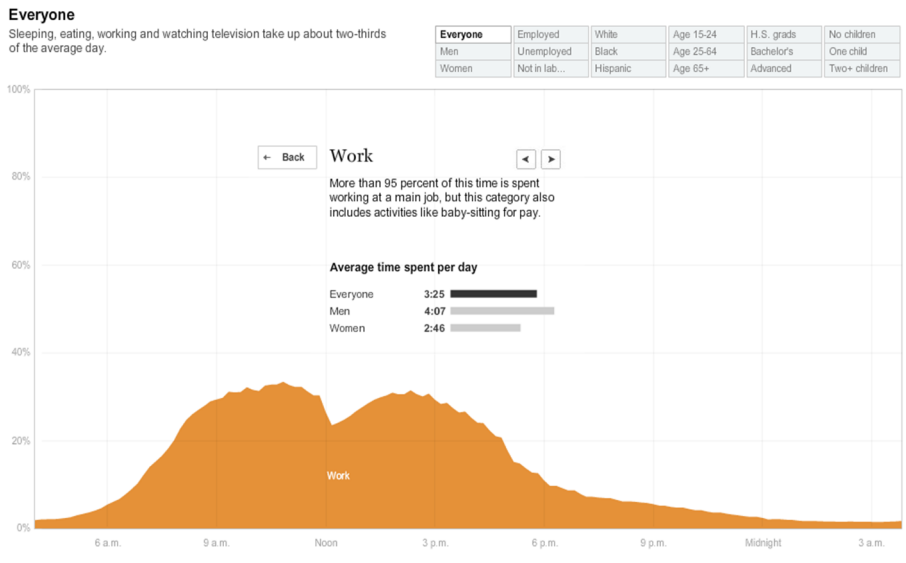 Everyone
Sleeping, eating, working and watching television take up about two-thirds
of the average day.
Everyone Employed White Age 15-24 H.S. grads No children
Men Unemployed Black Age 25-64 Bachelor's One child
Women Not in lab... Hispanic Age 65+ Advanced Two+ children
100%
← Back Work ◀ ▶
80%
More than 95 percent of this time is spent
working at a main job, but this category also
includes activities like baby-sitting for pay.
60%
Average time spent per day
Everyone 3:25
Men 4:07
Women 2:46
40%
20%
Work
0%
6 a.m. 9 a.m. Noon 3 p.m. 6 p.m. 9 p.m. Midnight 3 a.m.